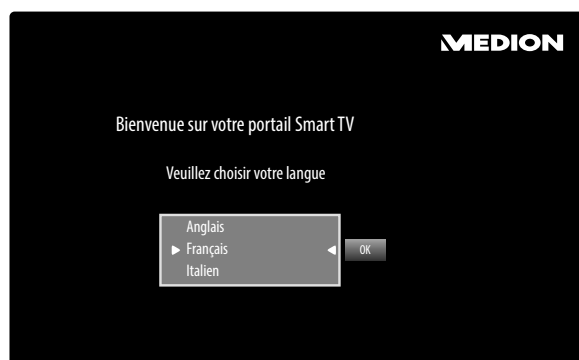 MEDION
Bienvenue sur votre portail Smart TV
Veuillez choisir votre langue
Anglais
Français
OK
Italien